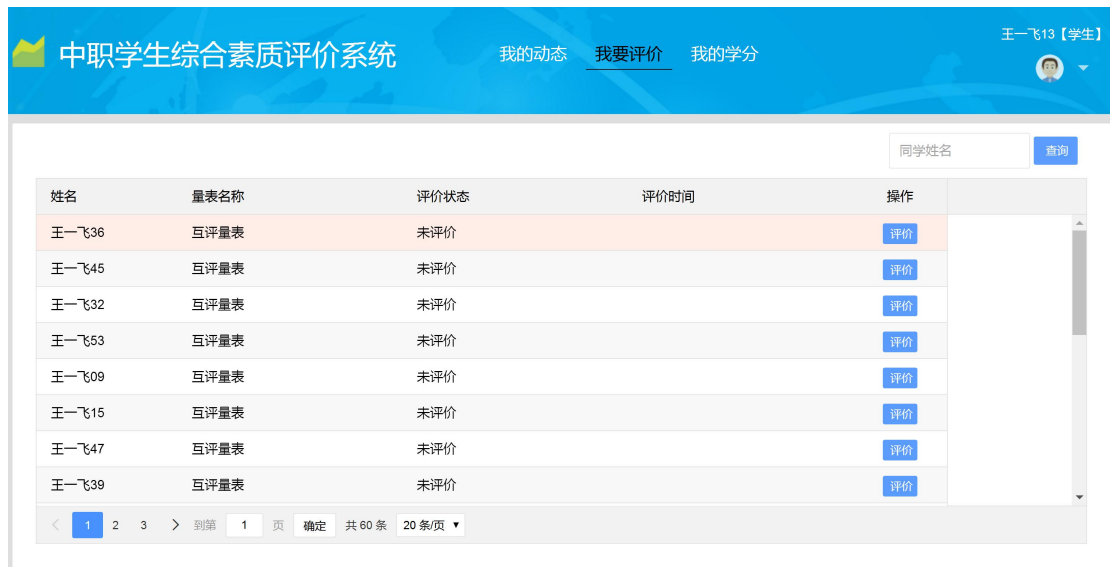 王一飞13【学生】
中职学生综合素质评价系统 我的动态 我要评价 我的学分
同学姓名 查询
姓名 量表名称 评价状态 评价时间 操作
王一飞36 互评量表 未评价 评价
王一飞45 互评量表 未评价 评价
王一飞32 互评量表 未评价 评价
王一飞53 互评量表 未评价 评价
王一飞09 互评量表 未评价 评价
王一飞15 互评量表 未评价 评价
王一飞47 互评量表 未评价 评价
王一飞39 互评量表 未评价 评价
1 2 3 到第 1 页 确定 共 60 条 20 条/页